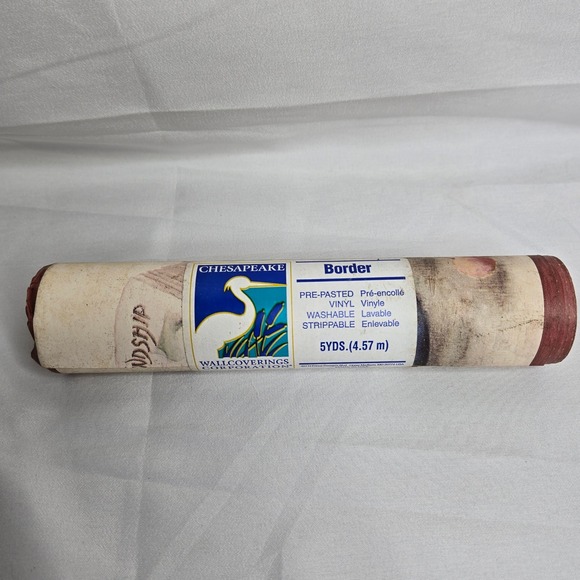 CHESAPEAKE
WALLCOVERINGS
CORPORATION
Border
PRE-PASTED Pré-encollé
VINYL Vinyle
WASHABLE Lavable
STRIPPABLE Enlevable
5YDS.(4.57 m)
NDSHIP